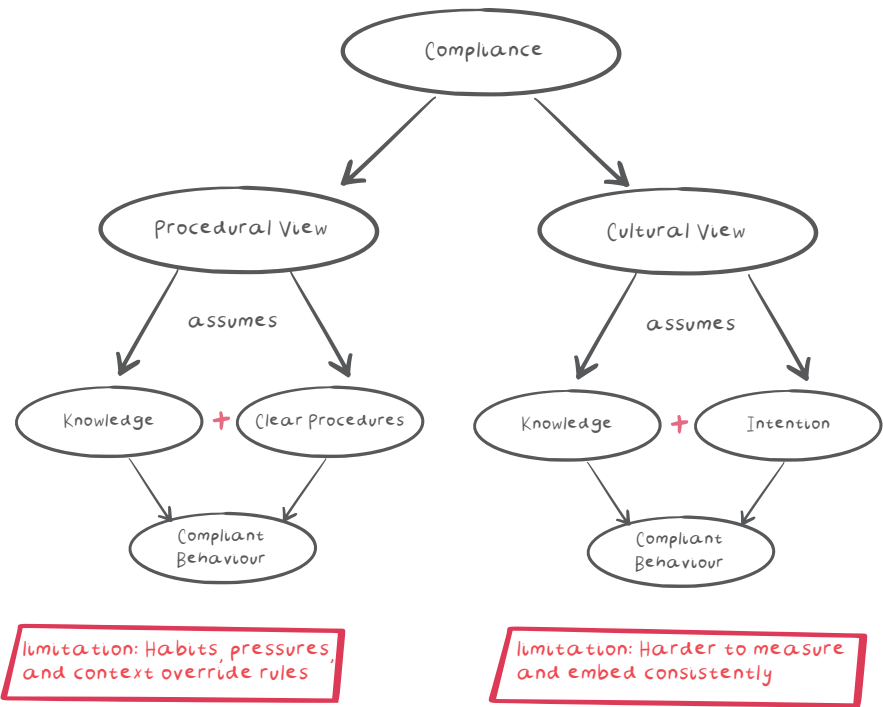 Compliance
Procedural View
Cultural View
assumes
assumes
Knowledge
+
Clear Procedures
Knowledge
+
Intention
Compliant
Behaviour
Compliant
Behaviour
limitation: Habits, pressures,
and context override rules
limitation: Harder to measure
and embed consistently